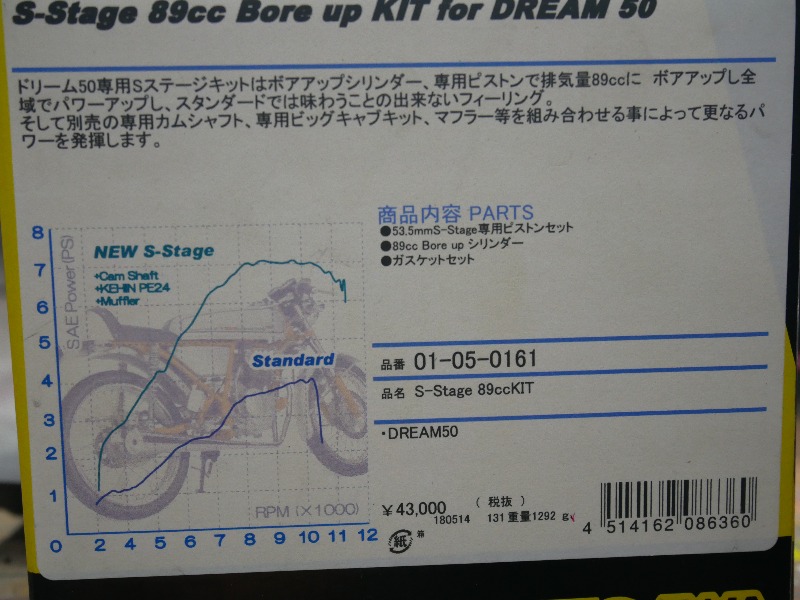 S-Stage 89cc Bore up KIT for DREAM 50
ドリーム50専用Sステージキットはボアアップシリンダー、専用ピストンで排気量89ccに ボアアップし全
域でパワーアップし、スタンダードでは味わうことの出来ないフィーリング。
そして別売の専用カムシャフト、専用ビッグキャブキット、マフラー等を組み合わせる事によって更なるパ
ワーを発揮します。
商品内容 PARTS
●53.5mmS-Stage専用ピストンセット
●89cc Bore up シリンダー
●ガスケットセット
8
7
6
5
4
3
2
1
SAE Power(PS)
NEW S-Stage
+Cam Shaft
+KEHIN PE24
+Muffler
Standard
RPM (×1000)
0 2 3 4 5 6 7 8 9 10 11 12
品番 01-05-0161
品名 S-Stage 89ccKIT
・DREAM50
¥43,000 (税抜)
180514 131重量1292 g
紙 箱
4 514162 086360